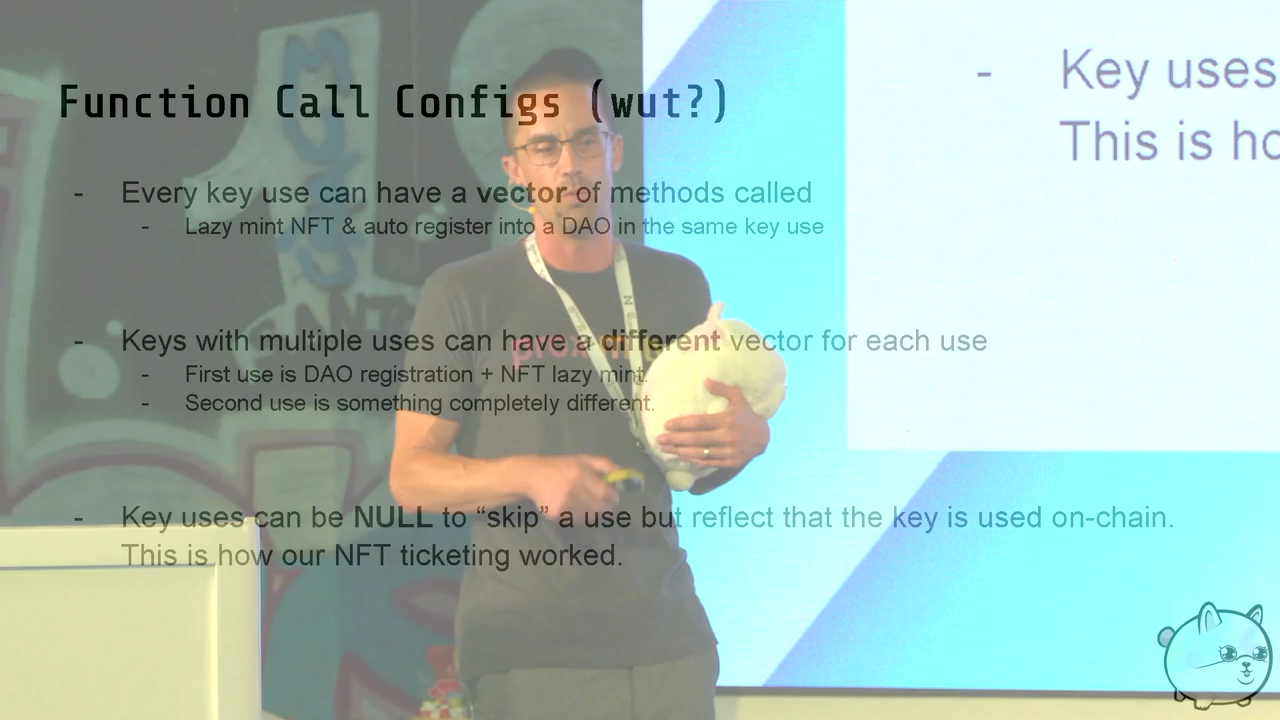 Function Call Configs (wut?)
- Every key use can have a vector of methods called
- Lazy mint NFT & auto register into a DAO in the same key use
- Keys with multiple uses can have a different vector for each use
- First use is DAO registration + NFT lazy mint.
- Second use is something completely different.
- Key uses can be NULL to “skip” a use but reflect that the key is used on-chain.
This is how our NFT ticketing worked.
- Key uses
This is ho